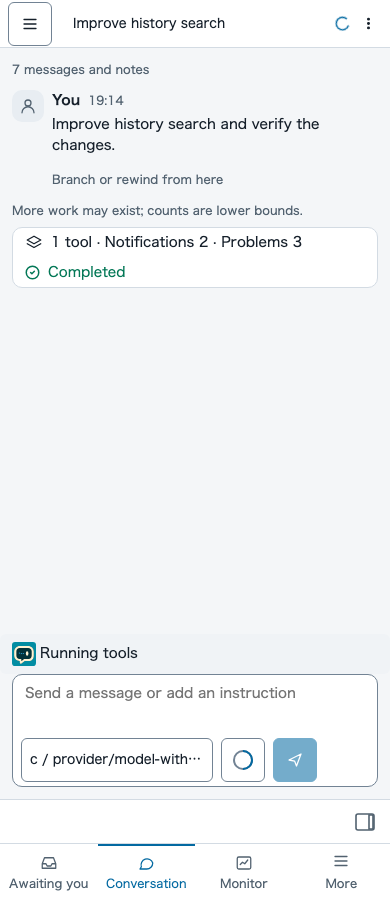 Improve history search
7 messages and notes
You 19:14
Improve history search and verify the
changes.
Branch or rewind from here
More work may exist; counts are lower bounds.
1 tool · Notifications 2 · Problems 3
Completed
Running tools
Send a message or add an instruction
c / provider/model-with…
Awaiting you
Conversation
Monitor
More